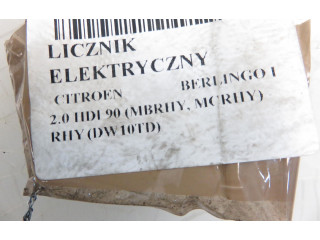 LICZNIK
ELEKTRYCZNY
CITROEN BERLINGO I
2.0 HDI 90 (MBRHY, MCRHY)
RHY (DW10TD)